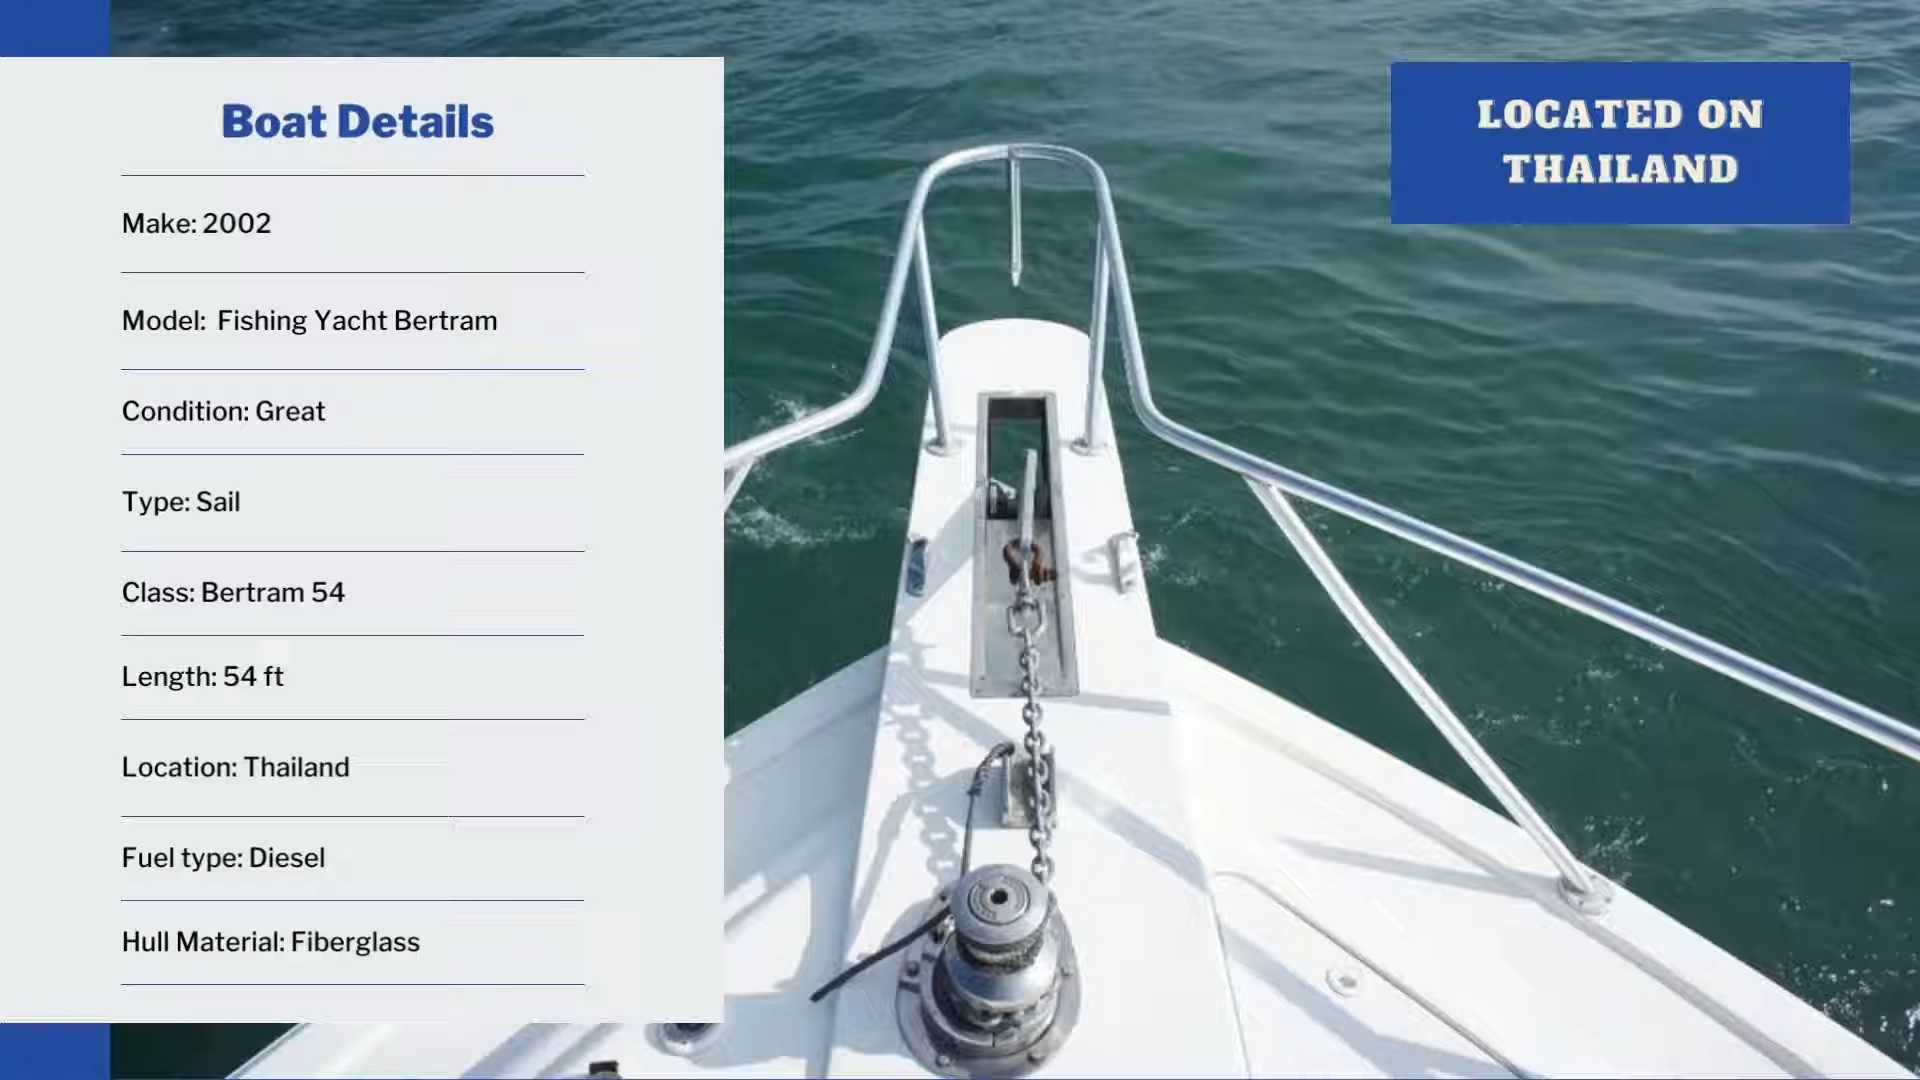 Boat Details
Make: 2002
Model: Fishing Yacht Bertram
Condition: Great
Type: Sail
Class: Bertram 54
Length: 54 ft
Location: Thailand
Fuel type: Diesel
Hull Material: Fiberglass
LOCATED ON
THAILAND